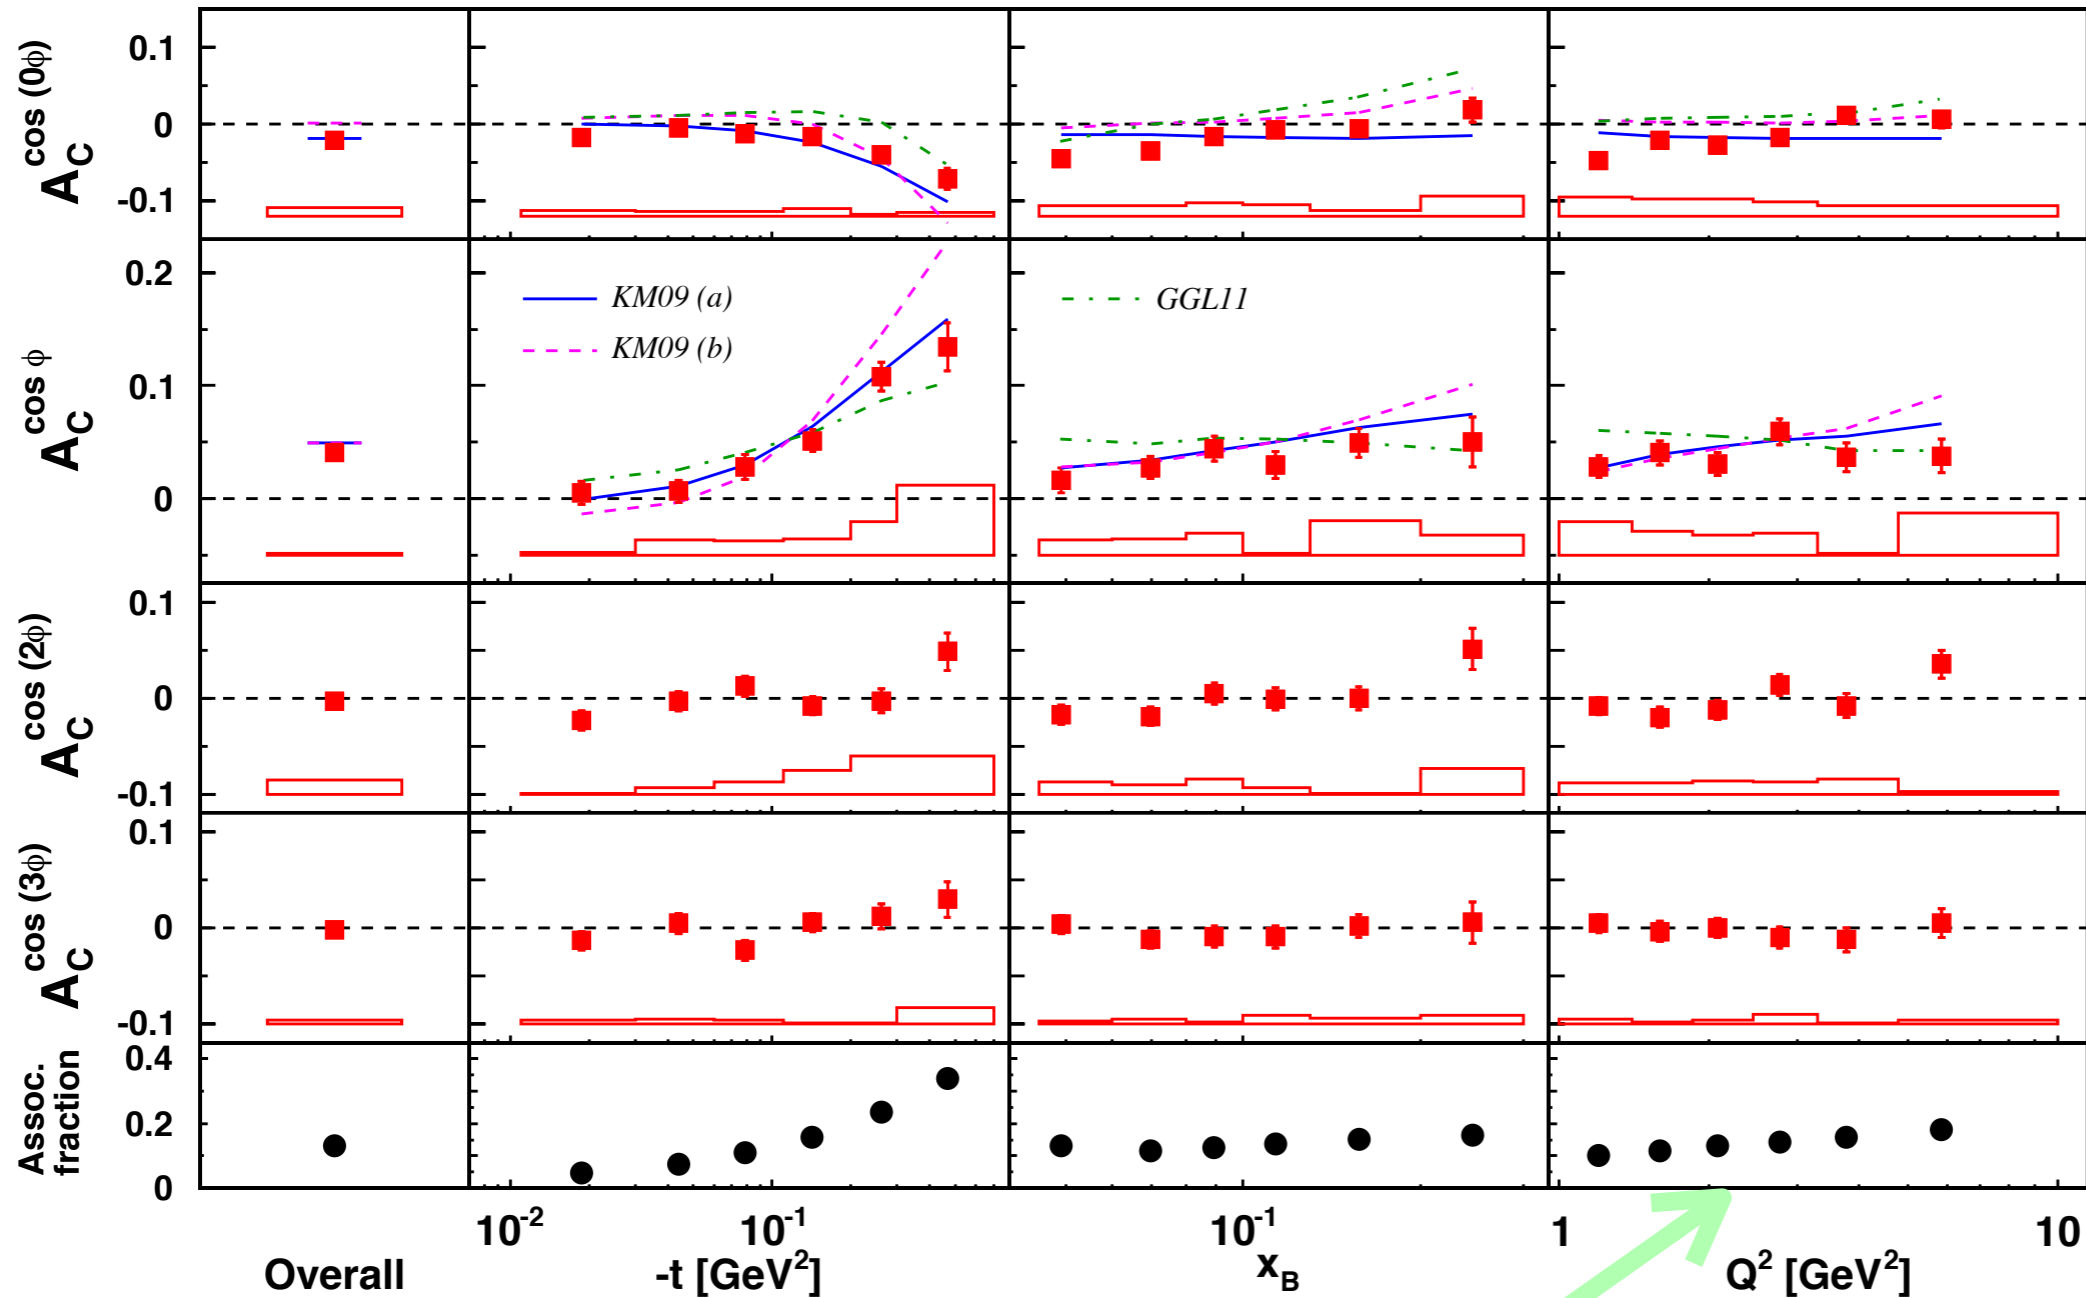 A_C^cos (0ϕ)
0.1
0
-0.1
A_C^cos ϕ
0.2
0.1
0
KM09 (a)
KM09 (b)
GGL11
A_C^cos (2ϕ)
0.1
0
-0.1
A_C^cos (3ϕ)
0.1
0
-0.1
Assoc.
fraction
0.4
0.2
0
10^-2 10^-1 10^-1 1 10
Overall -t [GeV^2] x_B Q^2 [GeV^2]